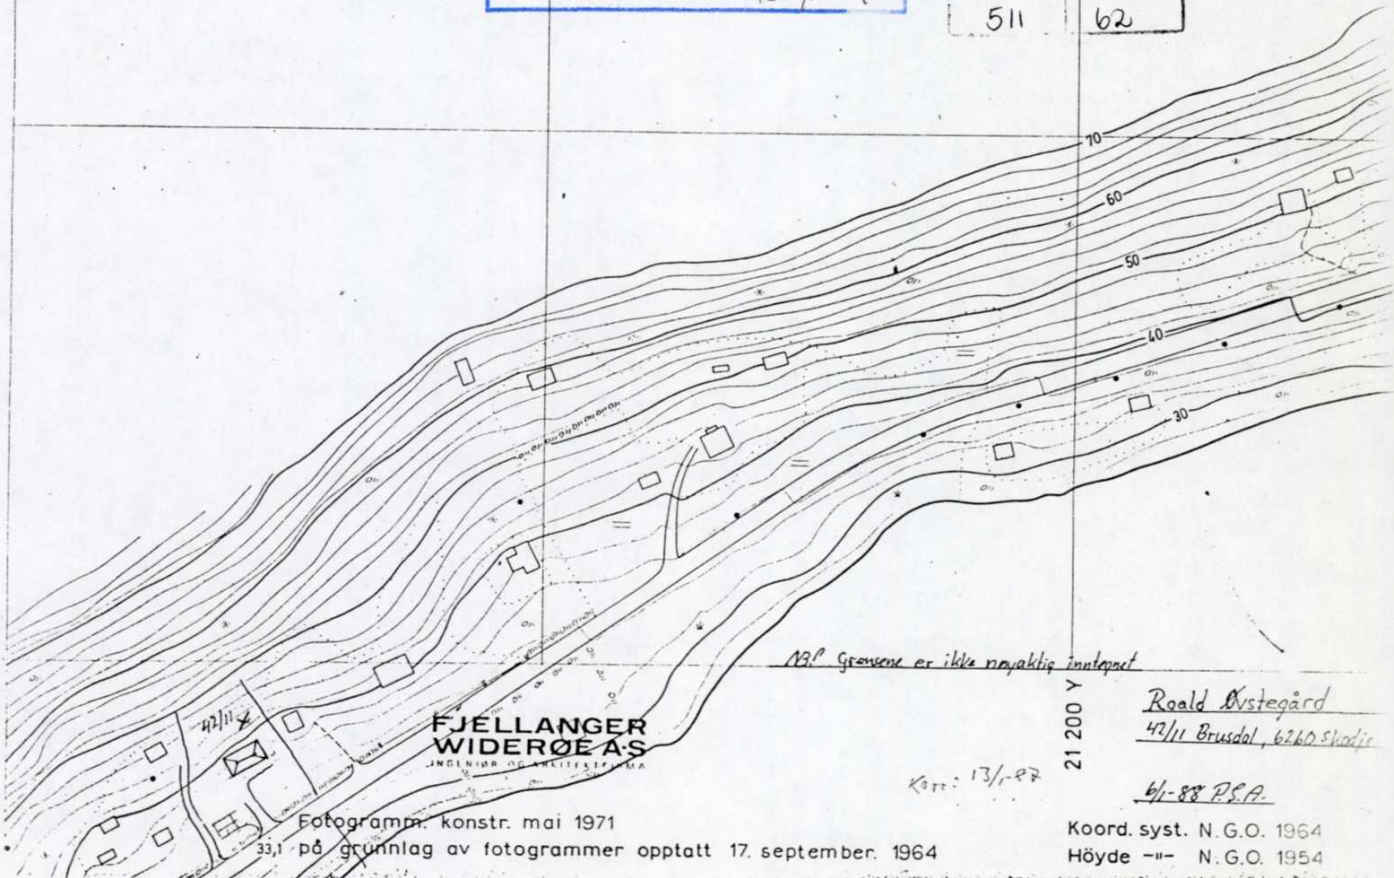 511 62
70
60
50
40
30
NB! Grensene er ikke nøyaktig inntegnet
21 200 Y
Roald Øvstegård
42/11 Brusdal, 6260 Skodje
42/11
FJELLANGER
WIDERØE A·S
INGENIØR OG ARKITEKTFIRMA
Korr: 13/1-87
6/1-88 P.S.A.
Fotogramm. konstr. mai 1971
33,1 på grunnlag av fotogrammer opptatt 17. september. 1964
Koord. syst. N.G.O. 1964
Höyde -"- N.G.O. 1954